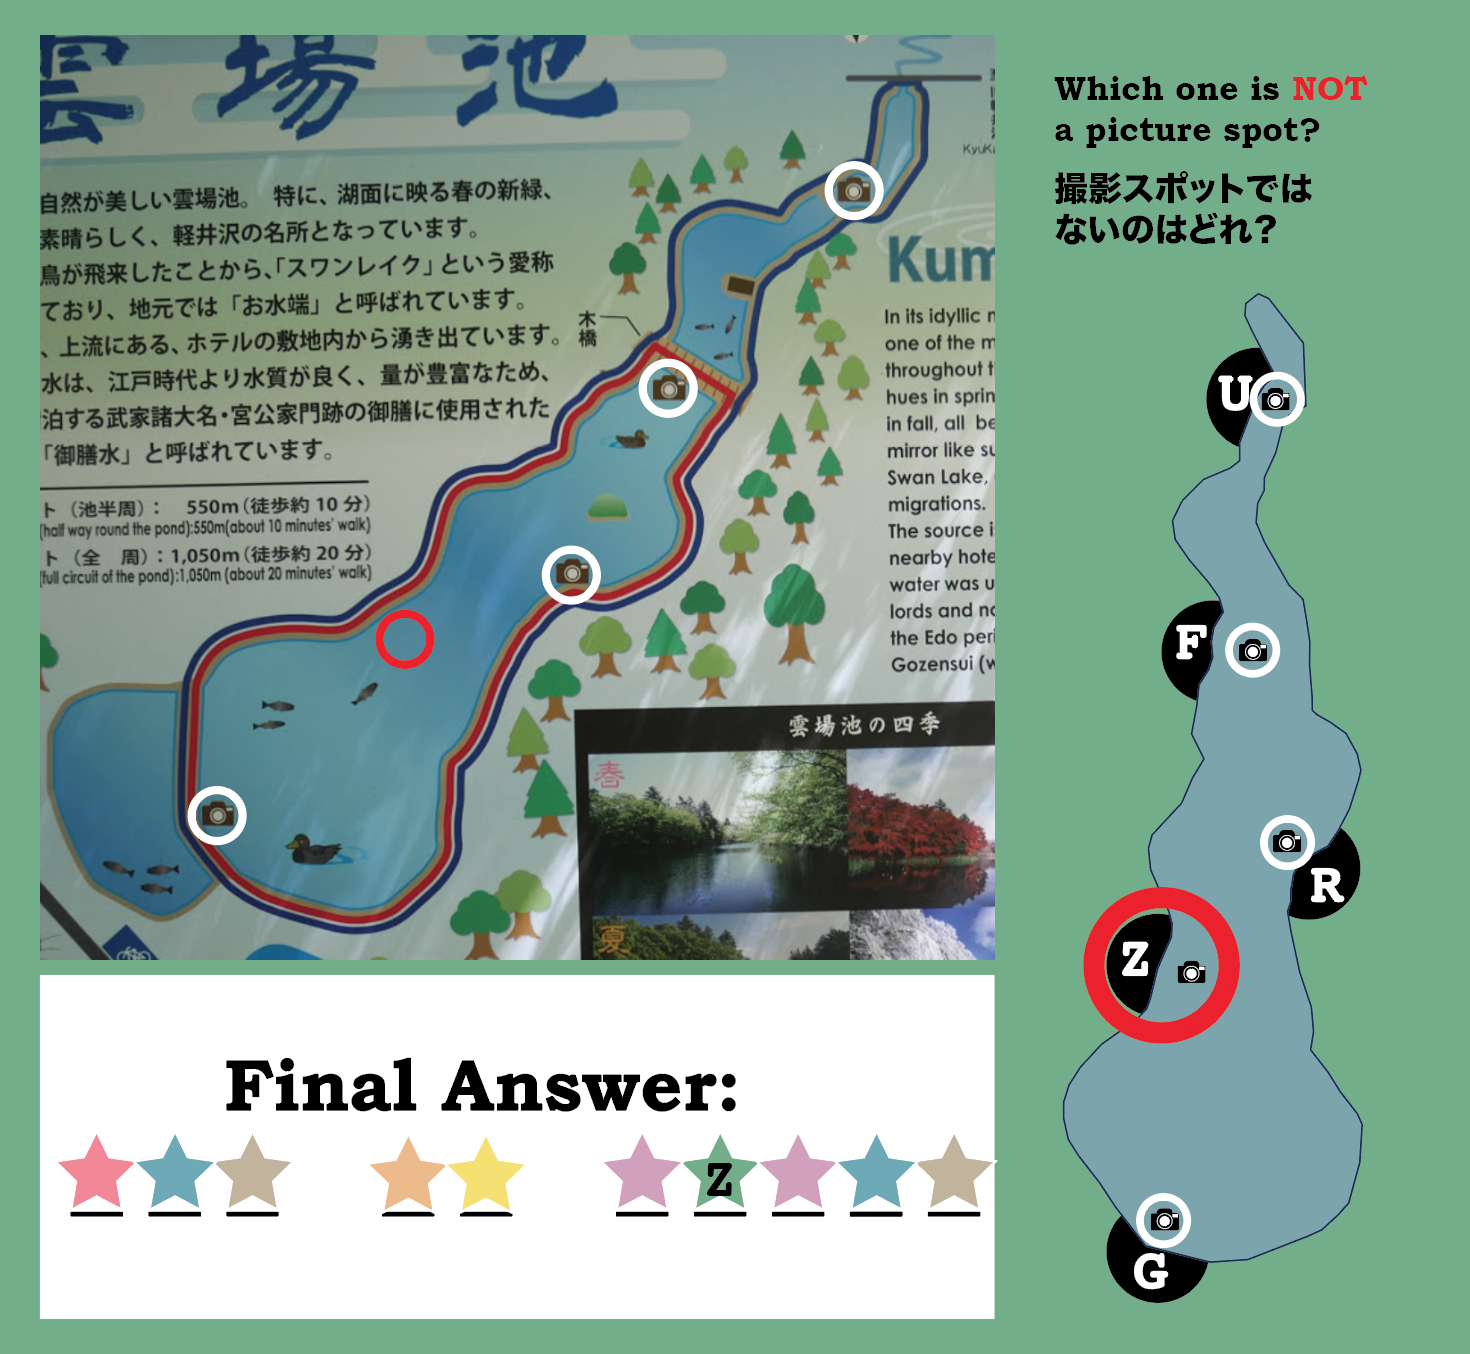 雲場池
自然が美しい雲場池。 特に、湖面に映る春の新緑、
素晴らしく、軽井沢の名所となっています。
鳥が飛来したことから、「スワンレイク」という愛称
ており、地元では「お水端」と呼ばれています。
、上流にある、ホテルの敷地内から湧き出ています。
水は、江戸時代より水質が良く、量が豊富なため、
泊する武家諸大名・宮公家門跡の御膳に使用された
「御膳水」と呼ばれています。
ト（池半周）： 550m（徒歩約 10 分）
(half way round the pond):550m(about 10 minutes' walk)
ト（全 周）：1,050m（徒歩約 20 分）
(full circuit of the pond):1,050m (about 20 minutes' walk)
木橋
Kum
In its idyllic
one of the
throughout
hues in
in fall, all
mirror like
Swan Lake,
migrations.
The source
nearby
water was
lords and
the Edo
Gozensui
雲場池の四季
春
夏
Which one is NOT
a picture spot?
撮影スポットでは
ないのはどれ？
U
F
R
Z
G
Final Answer:
Z